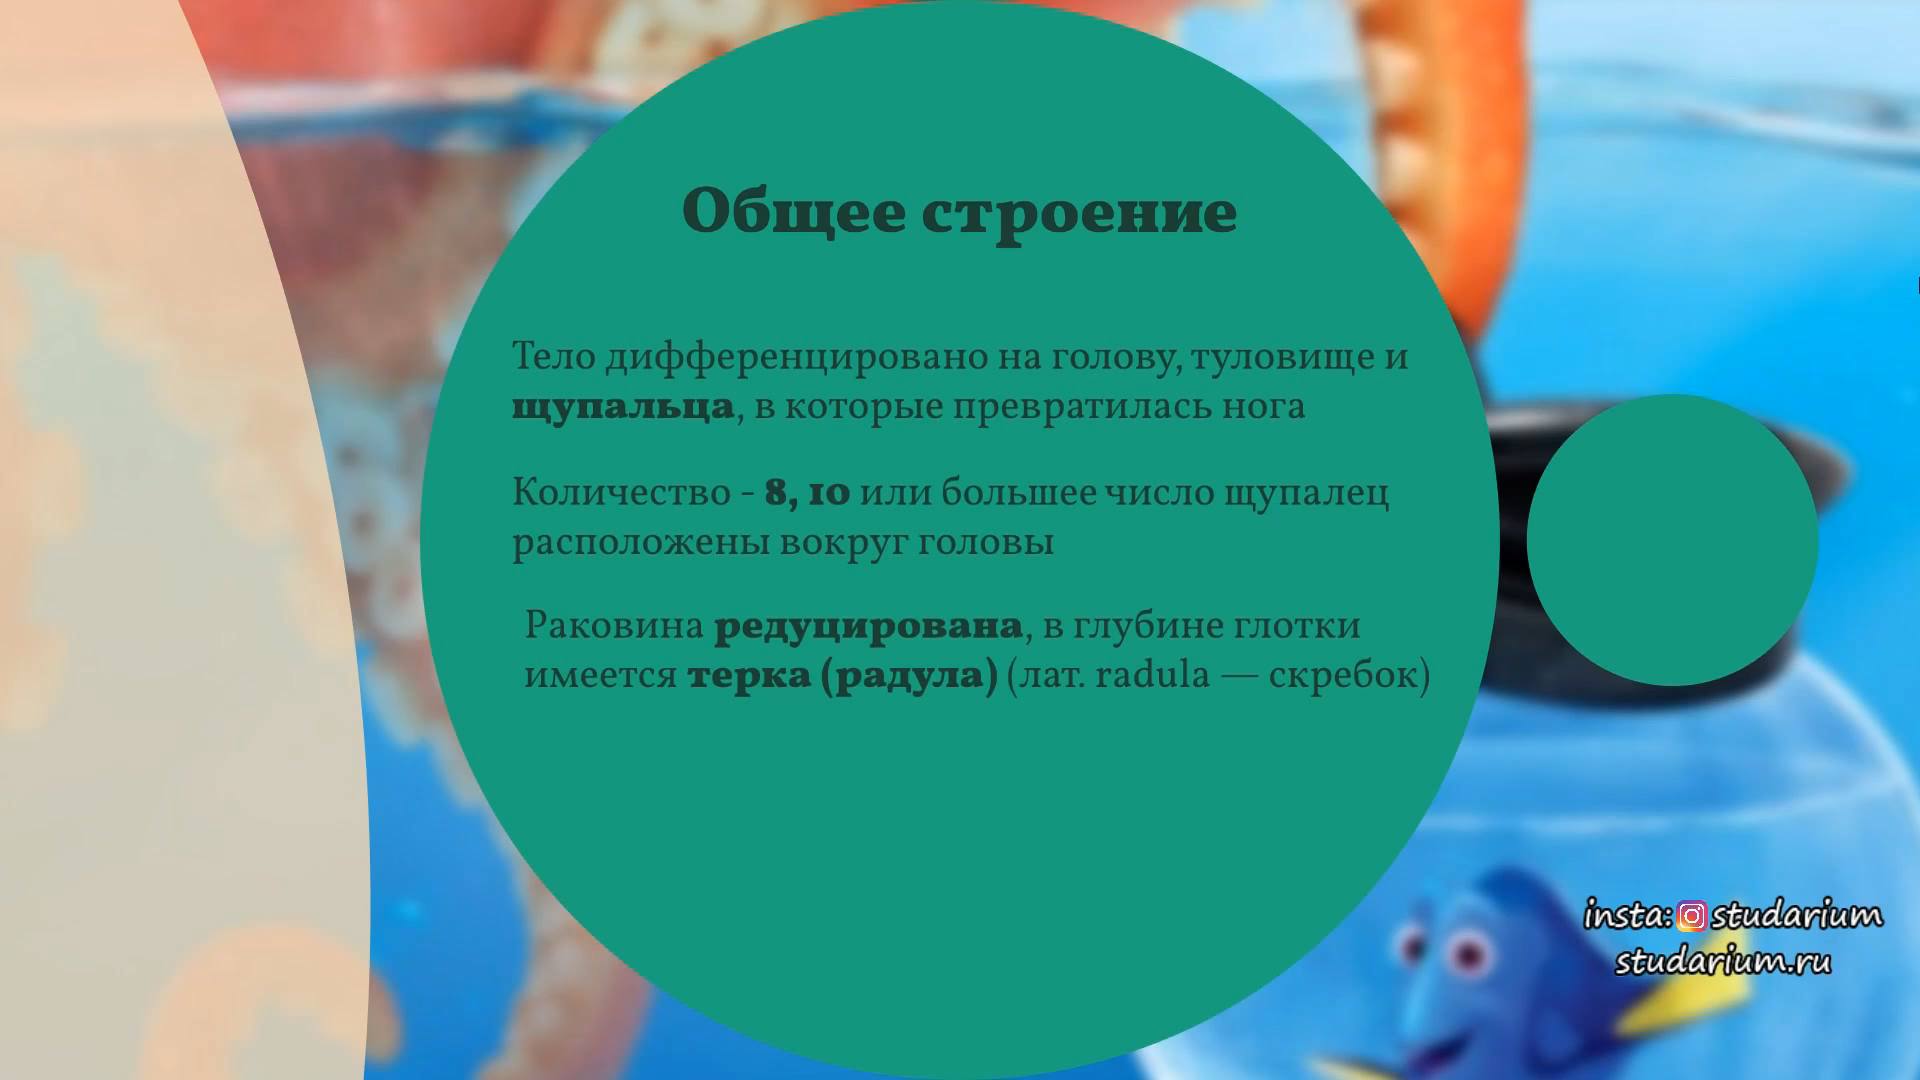 Общее строение
Тело дифференцировано на голову, туловище и
щупальца, в которые превратилась нога
Количество - 8, 10 или большее число щупалец
расположены вокруг головы
Раковина редуцирована, в глубине глотки
имеется терка (радула) (лат. radula — скребок)
insta: studarium
studarium.ru